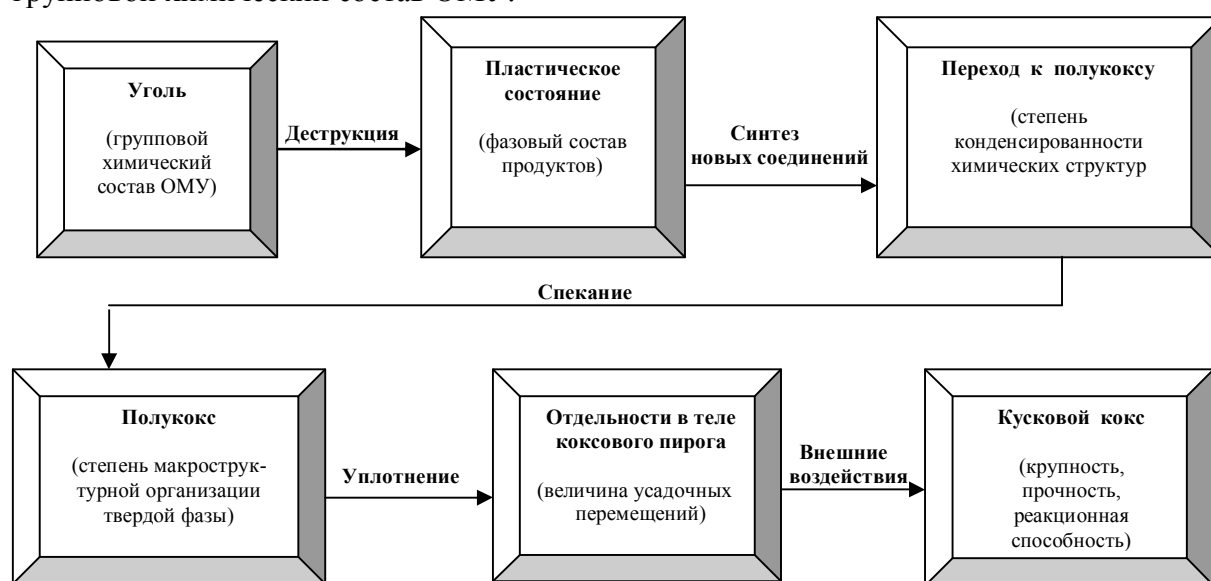 групповой химический состав ОМУ.
Уголь
(групповой
химический
состав ОМУ)
Деструкция
Пластическое
состояние
(фазовый состав
продуктов)
Синтез
новых соединений
Переход к полукоксу
(степень
конденсированности
химических структур
Спекание
Полукокс
(степень макрострук-
турной организации
твердой фазы)
Уплотнение
Отдельности в теле
коксового пирога
(величина усадочных
перемещений)
Внешние
воздействия
Кусковой кокс
(крупность,
прочность,
реакционная
способность)